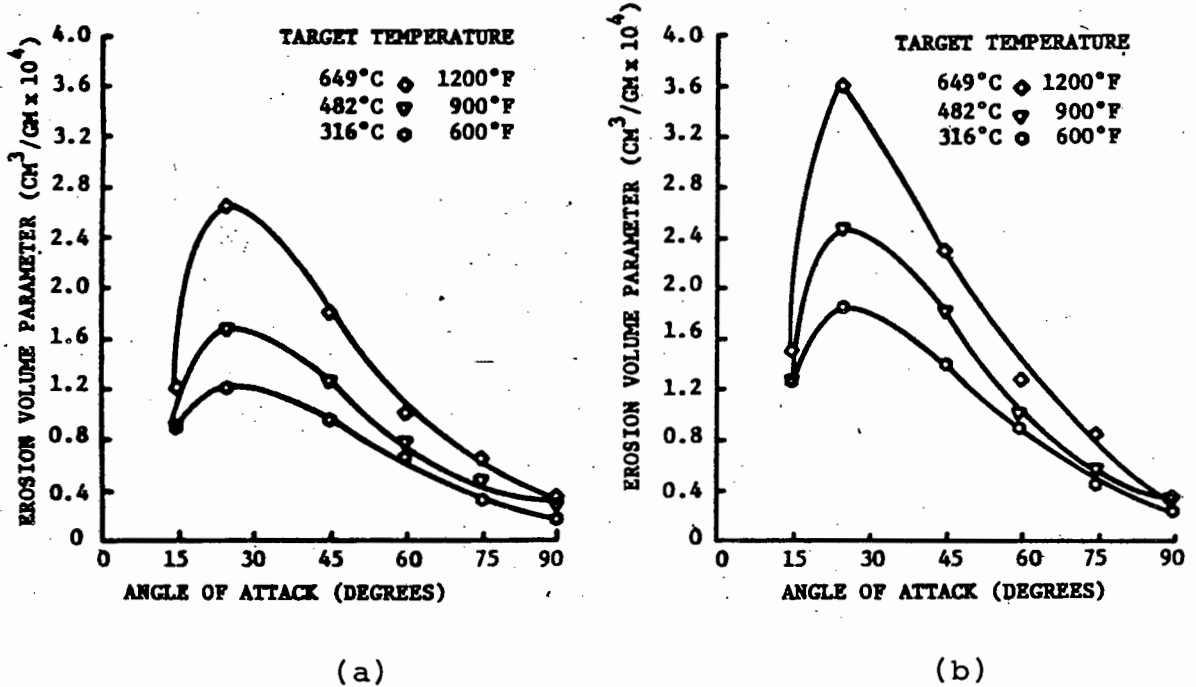 EROSION VOLUME PARAMETER (CM³/GM x 10⁴)
4.0
3.6
3.2
2.8
2.4
2.0
1.6
1.2
0.8
0.4
0
TARGET TEMPERATURE
649°C 1200°F
482°C 900°F
316°C 600°F
0 15 30 45 60 75 90
ANGLE OF ATTACK (DEGREES)
(a)
EROSION VOLUME PARAMETER (CM³/GM x 10⁴)
4.0
3.6
3.2
2.8
2.4
2.0
1.6
1.2
0.8
0.4
0
TARGET TEMPERATURE
649°C 1200°F
482°C 900°F
316°C 600°F
0 15 30 45 60 75 90
ANGLE OF ATTACK (DEGREES)
(b)